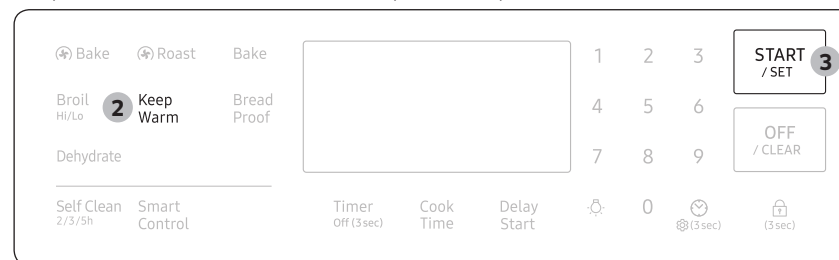 Bake Roast Bake 1 2 3 START 3
/ SET
Broil 2 Keep Bread 4 5 6
Hi/Lo Warm Proof
OFF
Dehydrate 7 8 9 / CLEAR
Self Clean Smart Timer Cook Delay 0
2/3/5h Control Off (3 sec) Time Start (3 sec) (3 sec)